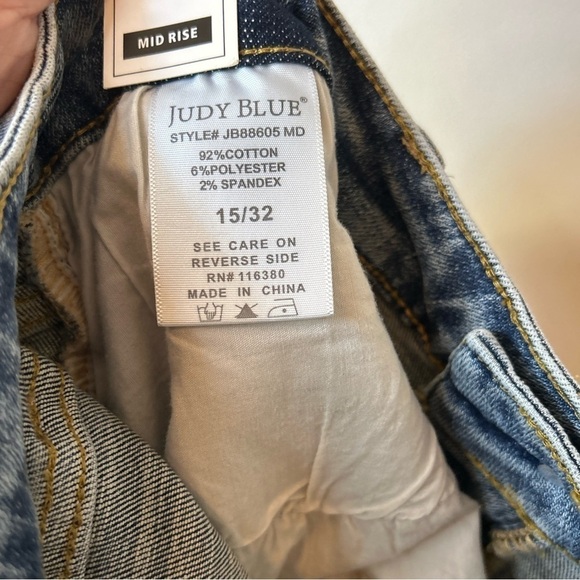 MID RISE
JUDY BLUE®
STYLE# JB88605 MD
92%COTTON
6%POLYESTER
2% SPANDEX
15/32
SEE CARE ON
REVERSE SIDE
RN# 116380
MADE IN CHINA